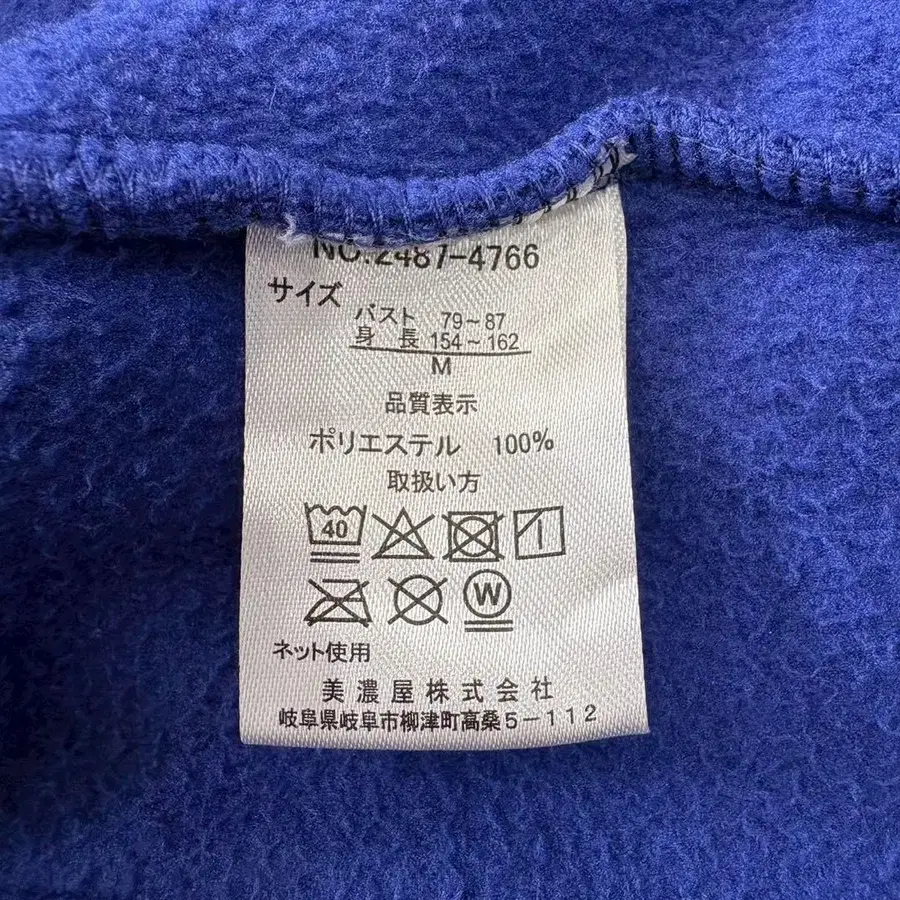 NO.2487-4766
サイズ
バスト 79～87
身長 154～162
M
品質表示
ポリエステル 100%
取扱い方
40
W
ネット使用
美濃屋株式会社
岐阜県岐阜市柳津町高桑5-112